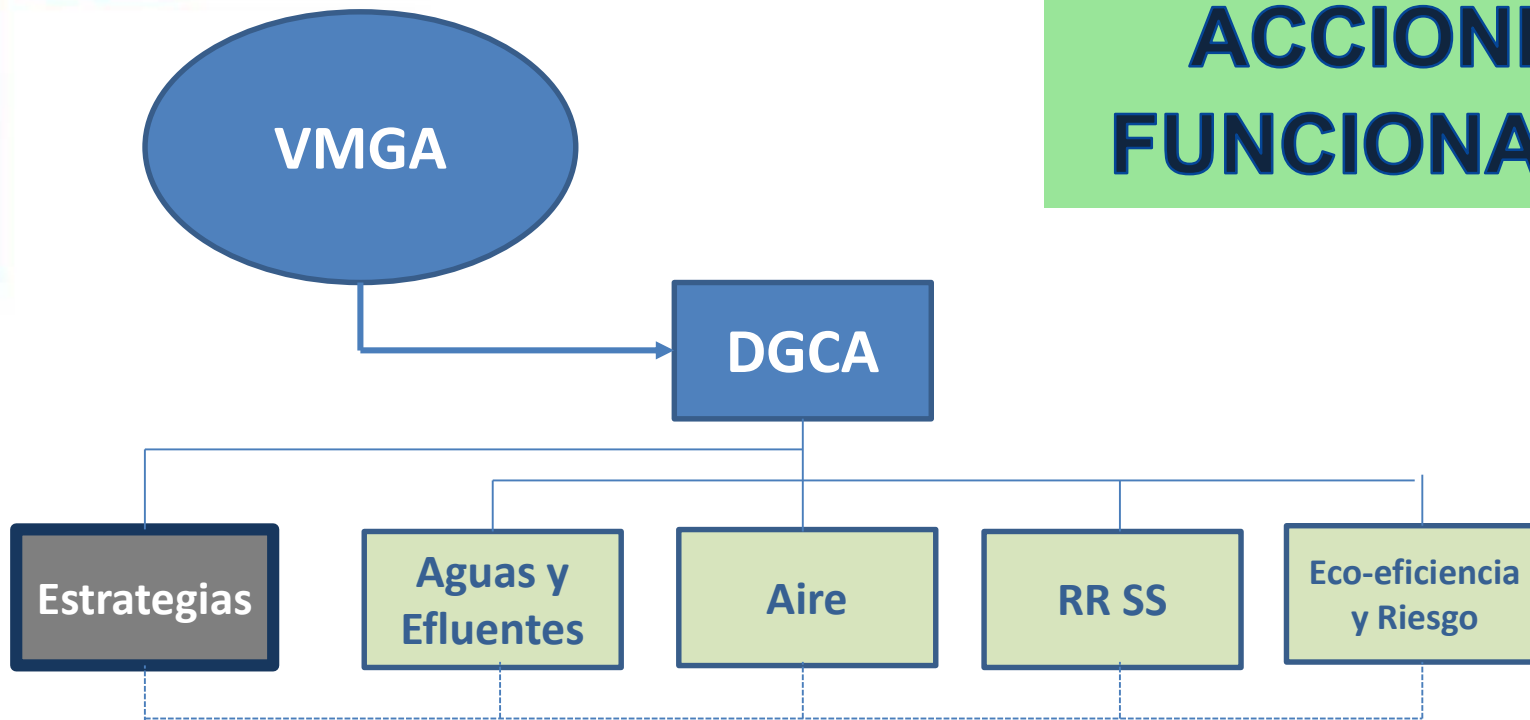 ACCION
FUNCIONA
VMGA
DGCA
Estrategias
Aguas y
Efluentes
Aire
RR SS
Eco-eficiencia
y Riesgo